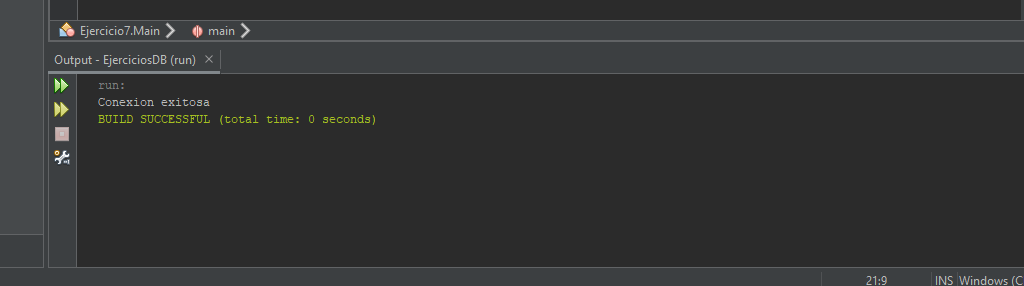 Ejercicio7.Main
main
Output - EjerciciosDB (run)
run:
Conexion exitosa
BUILD SUCCESSFUL (total time: 0 seconds)
21:9
INS
Windows (C